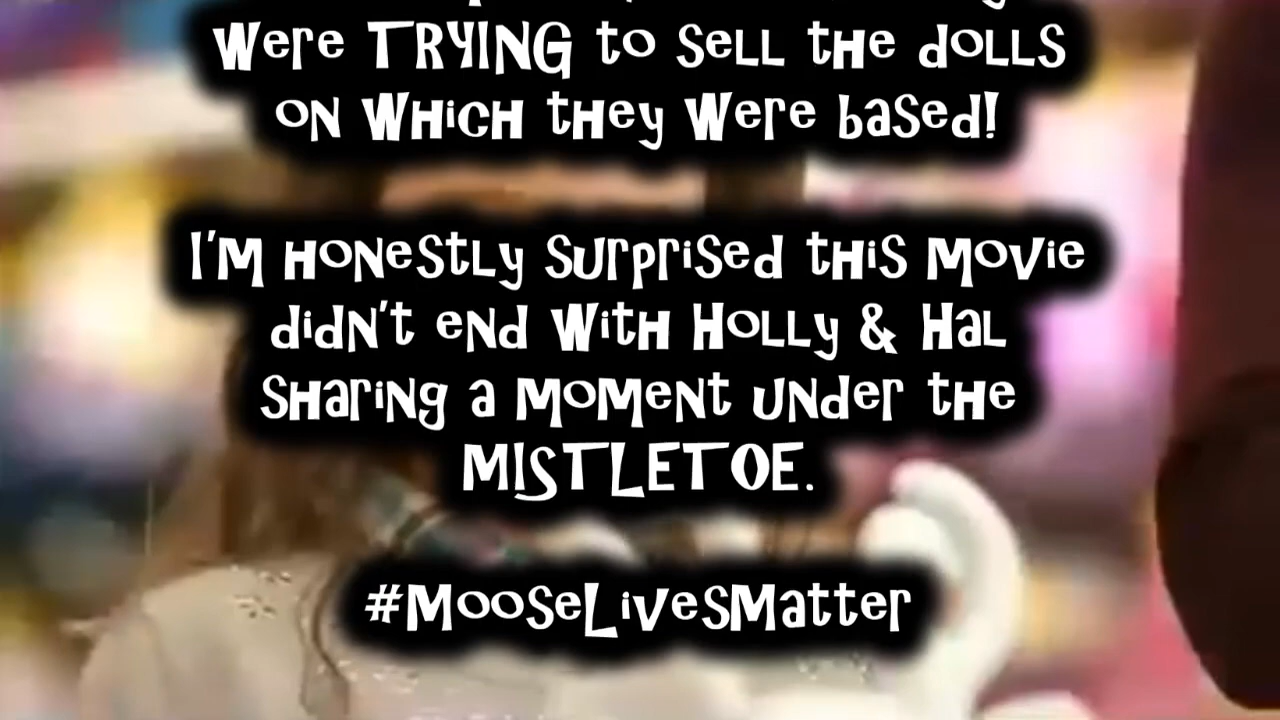 Were TRYING to sell the dolls
on which they were based!
I'm honestly surprised this movie
didn't end with Holly & Hal
sharing a moment under the
MISTLETOE.
#MooseLivesMatter